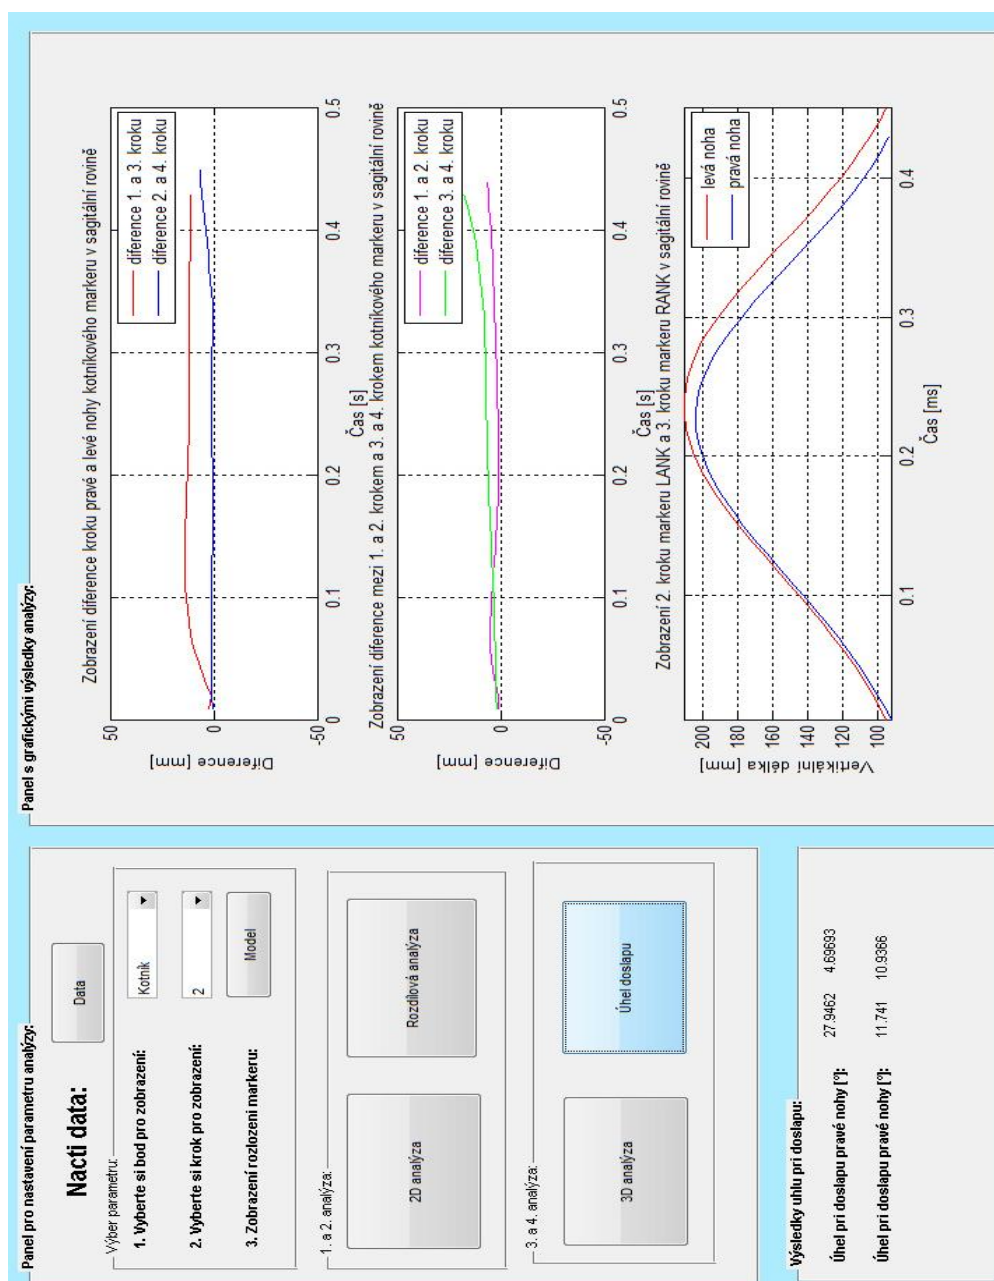 Panel pro nastavení parametru analýzy:
Nacti data:
Data
Výber parametru:
1. Vyberte si bod pro zobrazení:
Kotník
2. Vyberte si krok pro zobrazení:
2
3. Zobrazení rozlozeni markeru:
Model
1. a 2. analýza:
2D analýza
Rozdílová analýza
3. a 4. analýza:
3D analýza
Úhel doslapu
Výsledky uhlu pri doslapu:
Úhel pri doslapu pravé nohy [º]:
27.9462
4.69693
Úhel pri doslapu pravé nohy [º]:
11.741
10.9366
Panel s grafickými výsledky analýzy:
Zobrazení diference kroku pravé a levé nohy kotníkového markeru v sagitální rovině
diference 1. a 3. kroku
diference 2. a 4. kroku
50
0
-50
Diference [mm]
0
0.1
0.2
0.3
0.4
0.5
Čas [s]
Zobrazení diference mezi 1. a 2. krokem a 3. a 4. krokem kotníkového markeru v sagitální rovině
diference 1. a 2. kroku
diference 3. a 4. kroku
50
0
-50
Diference [mm]
0
0.1
0.2
0.3
0.4
0.5
Čas [s]
Zobrazení 2. kroku markeru LANK a 3. kroku markeru RANK v sagitální rovině
levá noha
pravá noha
200
180
160
140
120
100
Vertikální délka [mm]
0.1
0.2
0.3
0.4
Čas [ms]